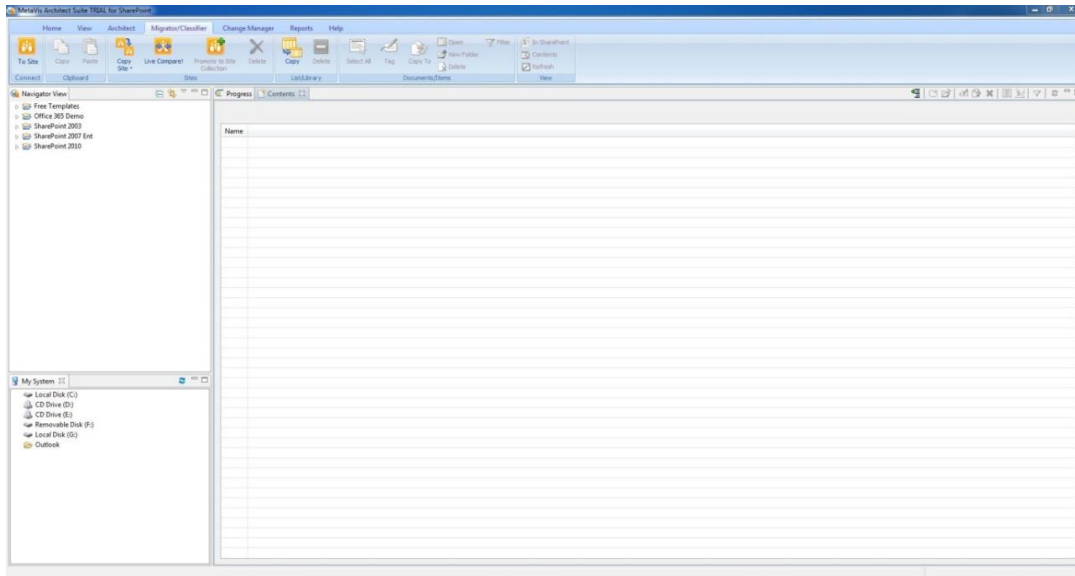 MetaVis Architect Suite TRIAL for SharePoint
Home View Architect Migrator/Classifier Change Manager Reports Help
To Site Copy Paste Copy Site Live Compare! Promote to Site Collection Delete Copy Delete Select All Tag Copy To Open New Folder Delete Filter In SharePoint Contents Refresh
Connect Clipboard Sites List/Library Documents/Items View
Navigator View
Free Templates
Office 365 Demo
SharePoint 2003
SharePoint 2007 Ent
SharePoint 2010
Progress Contents
Name
My System
Local Disk (C:)
CD Drive (D:)
CD Drive (E:)
Removable Disk (F:)
Local Disk (G:)
Outlook